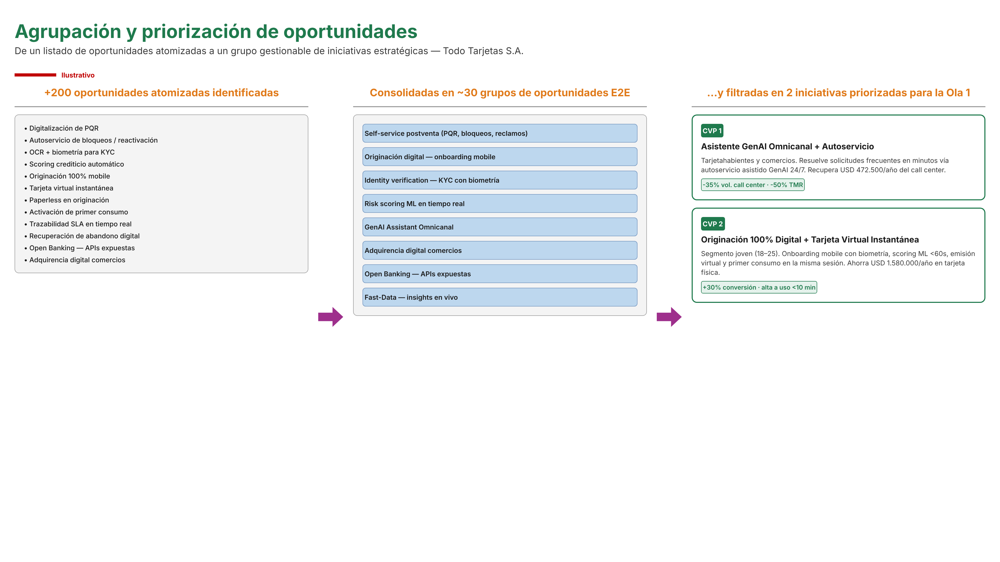 Agrupación y priorización de oportunidades
De un listado de oportunidades atomizadas a un grupo gestionable de iniciativas estratégicas — Todo Tarjetas S.A.
Ilustrativo
+200 oportunidades atomizadas identificadas
• Digitalización de PQR
• Autoservicio de bloqueos / reactivación
• OCR + biometría para KYC
• Scoring crediticio automático
• Originación 100% mobile
• Tarjeta virtual instantánea
• Paperless en originación
• Activación de primer consumo
• Trazabilidad SLA en tiempo real
• Recuperación de abandono digital
• Open Banking — APIs expuestas
• Adquirencia digital comercios
Consolidadas en ~30 grupos de oportunidades E2E
Self-service postventa (PQR, bloqueos, reclamos)
Originación digital — onboarding mobile
Identity verification — KYC con biometría
Risk scoring ML en tiempo real
GenAI Assistant Omnicanal
Adquirencia digital comercios
Open Banking — APIs expuestas
Fast-Data — insights en vivo
...y filtradas en 2 iniciativas priorizadas para la Ola 1
CVP 1
Asistente GenAI Omnicanal + Autoservicio
Tarjetahabientes y comercios. Resuelve solicitudes frecuentes en minutos vía
autoservicio asistido GenAI 24/7. Recupera USD 472.500/año del call center.
-35% vol. call center · -50% TMR
CVP 2
Originación 100% Digital + Tarjeta Virtual Instantánea
Segmento joven (18–25). Onboarding mobile con biometría, scoring ML <60s, emisión
virtual y primer consumo en la misma sesión. Ahorra USD 1.580.000/año en tarjeta
física.
+30% conversión · alta a uso <10 min